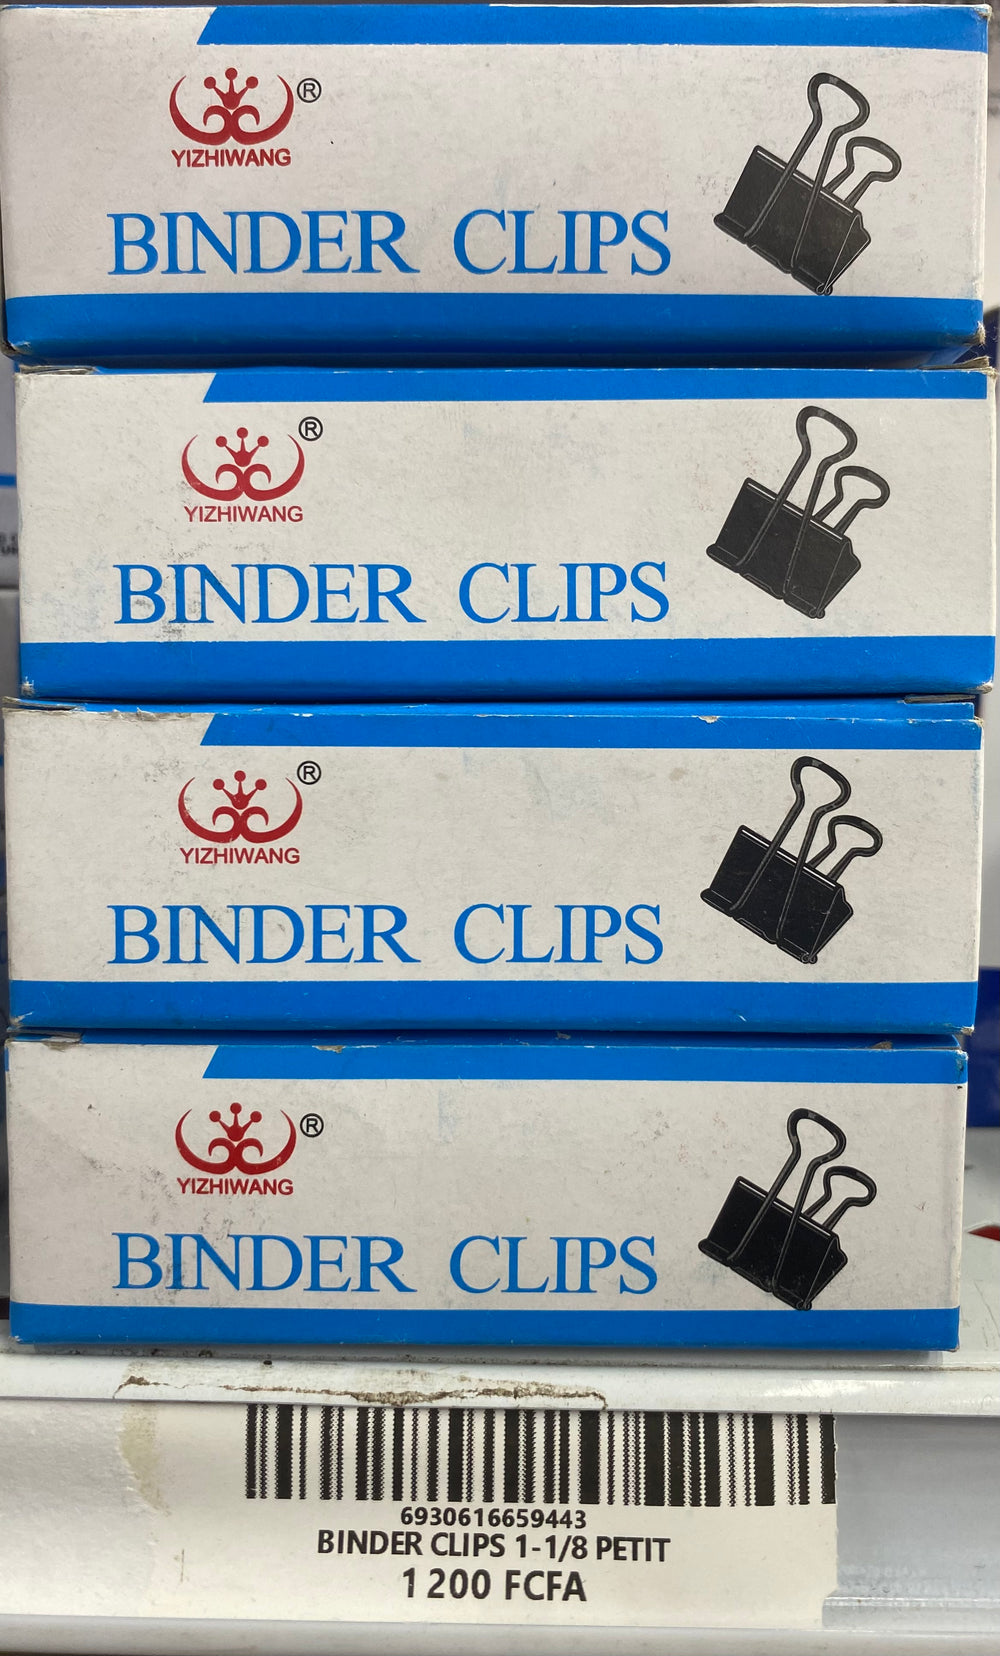 ®
YIZHIWANG
BINDER CLIPS
®
YIZHIWANG
BINDER CLIPS
®
YIZHIWANG
BINDER CLIPS
®
YIZHIWANG
BINDER CLIPS
6930616659443
BINDER CLIPS 1-1/8 PETIT
1 200 FCFA